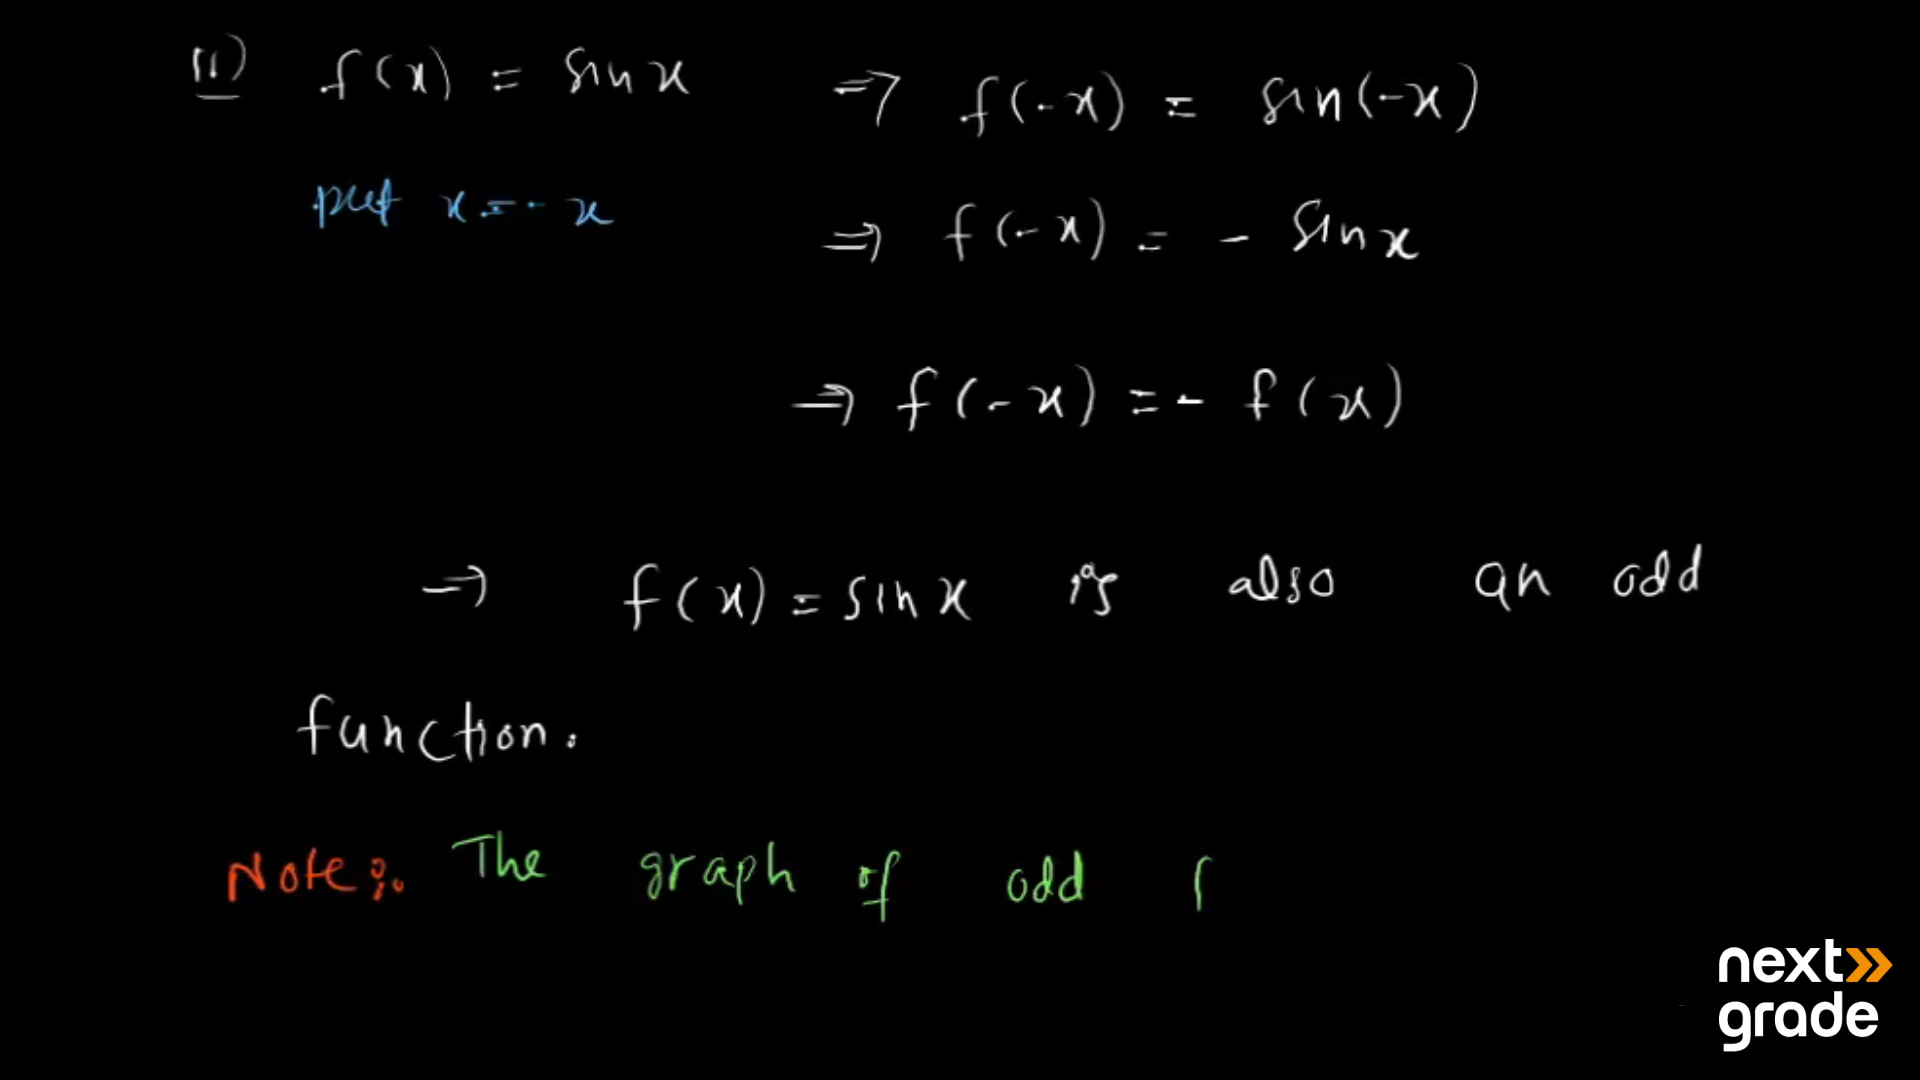 (ii) f(x) = sin x ⇒ f(-x) = sin(-x)
put x = - x
⇒ f(-x) = - sin x
⇒ f(-x) = - f(x)
⇒ f(x) = sin x is also an odd
function.
Note:. The graph of odd f
next
grade